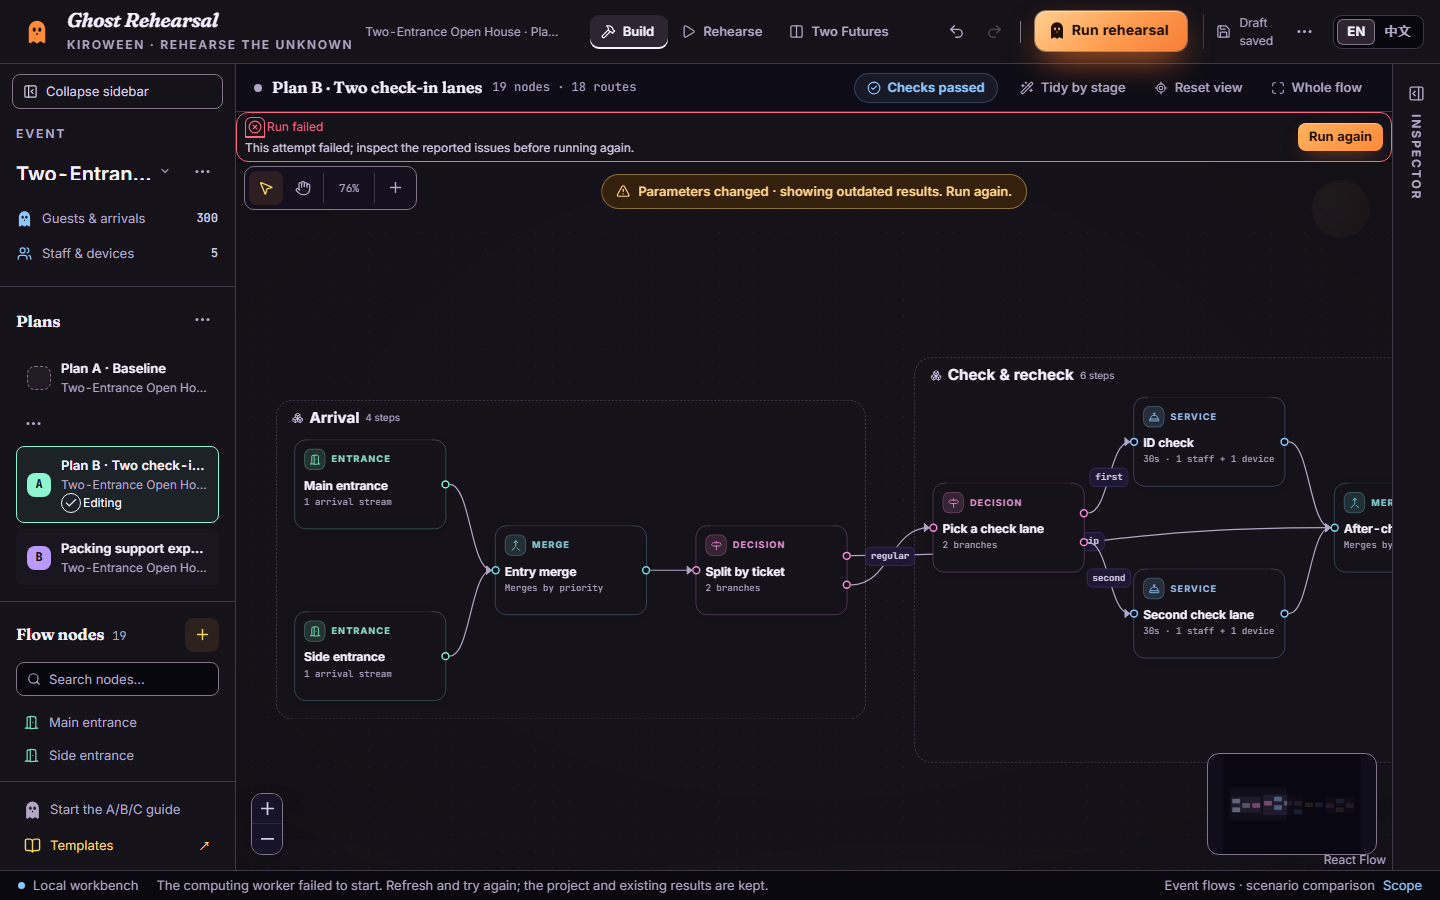 Ghost Rehearsal
KIROWEEN · REHEARSE THE UNKNOWN
Two-Entrance Open House · Pla...
Build
Rehearse
Two Futures
Run rehearsal
Draft saved
EN
中文
Collapse sidebar
EVENT
Two-Entran...
Guests & arrivals 300
Staff & devices 5
Plans
Plan A · Baseline
Two-Entrance Open Ho...
A
Plan B · Two check-i...
Two-Entrance Open Ho...
Editing
B
Packing support exp...
Two-Entrance Open Ho...
Flow nodes 19
Search nodes...
Main entrance
Side entrance
Start the A/B/C guide
Templates
Plan B · Two check-in lanes 19 nodes · 18 routes
Checks passed
Tidy by stage
Reset view
Whole flow
Run failed
This attempt failed; inspect the reported issues before running again.
Run again
76%
Parameters changed · showing outdated results. Run again.
INSPECTOR
Arrival 4 steps
ENTRANCE
Main entrance
1 arrival stream
MERGE
Entry merge
Merges by priority
DECISION
Split by ticket
2 branches
ENTRANCE
Side entrance
1 arrival stream
regular
Check & recheck 6 steps
DECISION
Pick a check lane
2 branches
first
ip
second
SERVICE
ID check
30s · 1 staff + 1 device
SERVICE
Second check lane
30s · 1 staff + 1 device
MER
After-ch
Merges by
React Flow
Local workbench
The computing worker failed to start. Refresh and try again; the project and existing results are kept.
Event flows · scenario comparison
Scope